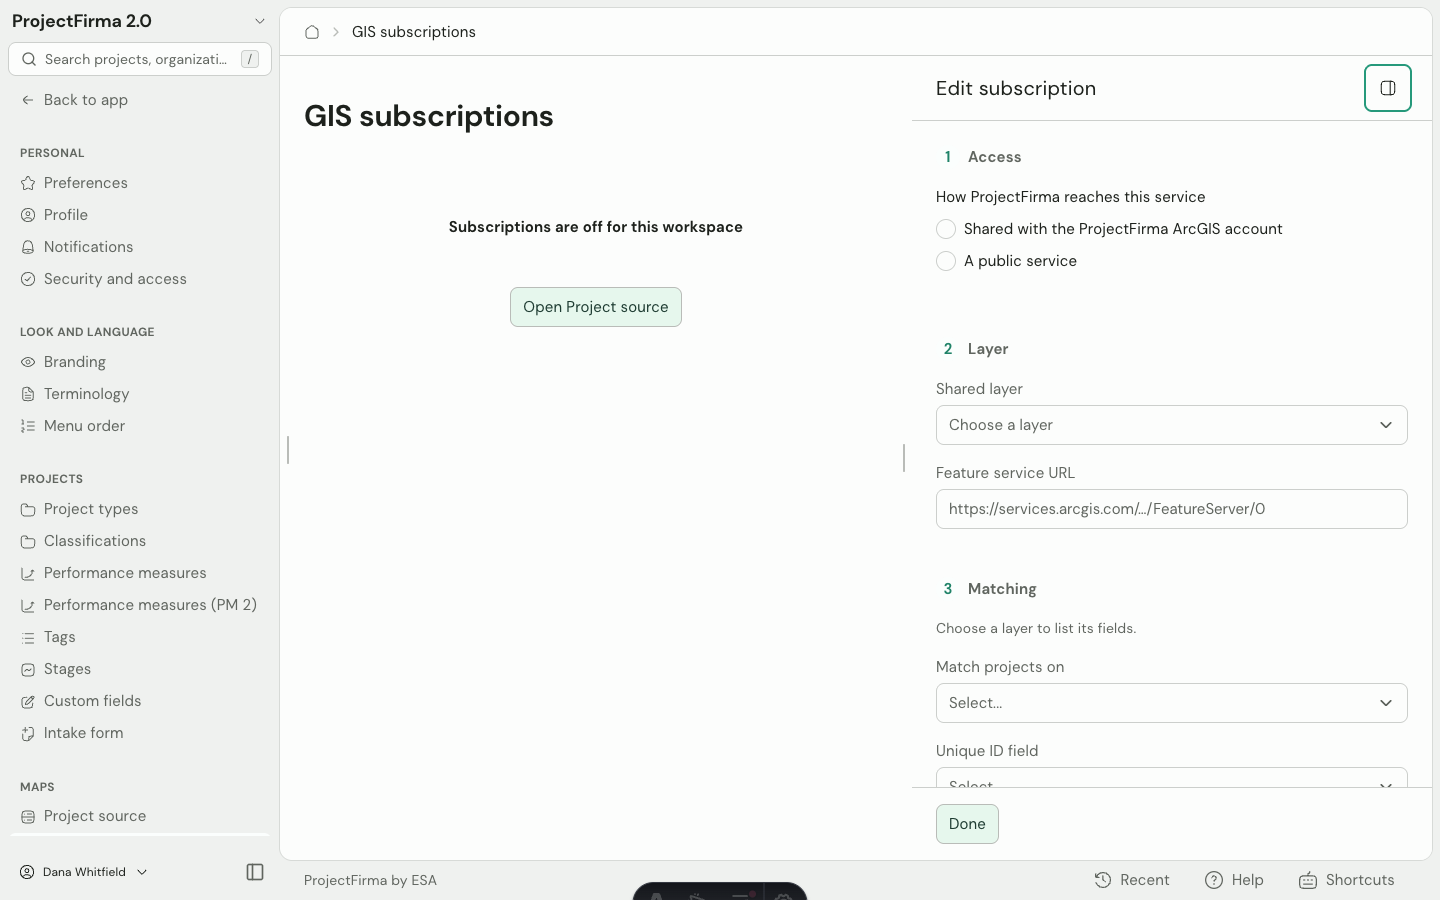 ProjectFirma 2.0
Search projects, organizati...
/
Back to app
PERSONAL
Preferences
Profile
Notifications
Security and access
LOOK AND LANGUAGE
Branding
Terminology
Menu order
PROJECTS
Project types
Classifications
Performance measures
Performance measures (PM 2)
Tags
Stages
Custom fields
Intake form
MAPS
Project source
Dana Whitfield
GIS subscriptions
GIS subscriptions
Subscriptions are off for this workspace
Open Project source
Edit subscription
1 Access
How ProjectFirma reaches this service
Shared with the ProjectFirma ArcGIS account
A public service
2 Layer
Shared layer
Choose a layer
Feature service URL
https://services.arcgis.com/.../FeatureServer/0
3 Matching
Choose a layer to list its fields.
Match projects on
Select...
Unique ID field
Select...
Done
ProjectFirma by ESA
Recent
Help
Shortcuts